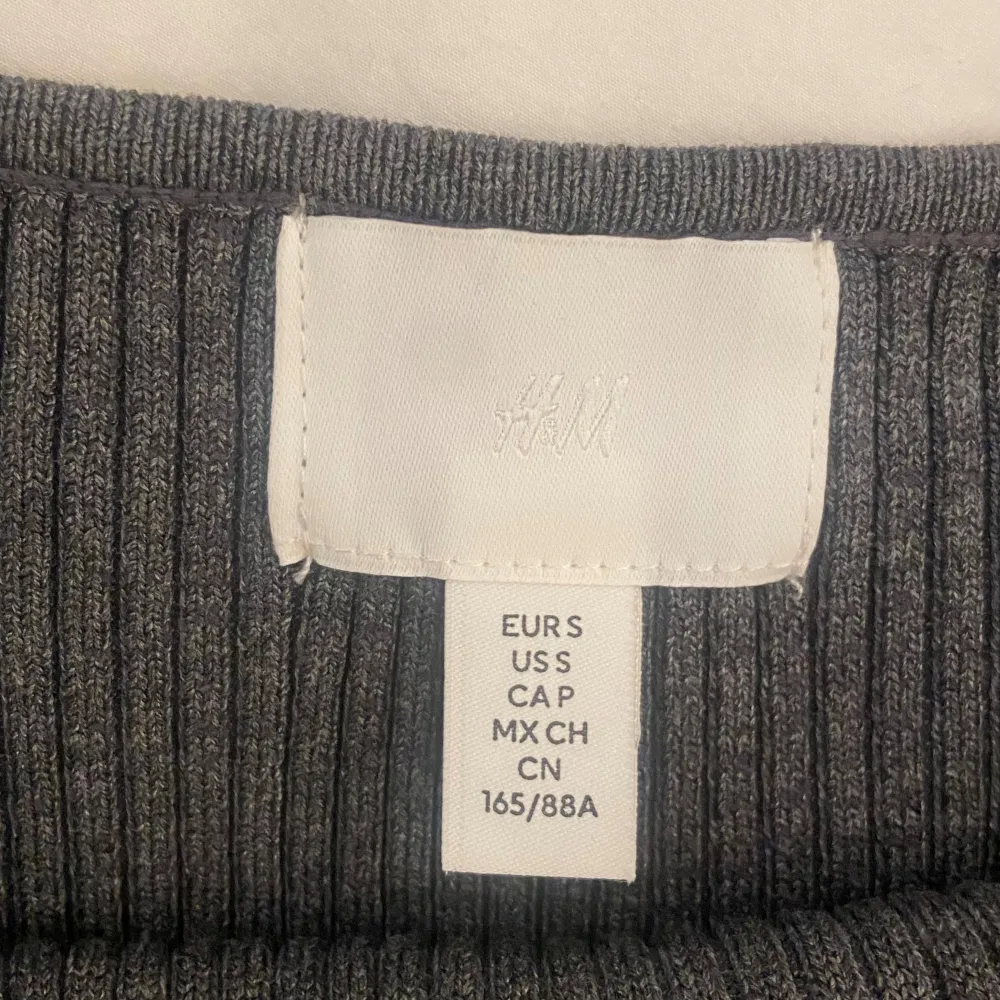 H&M
EUR S
US S
CA P
MX CH
CN
165/88A